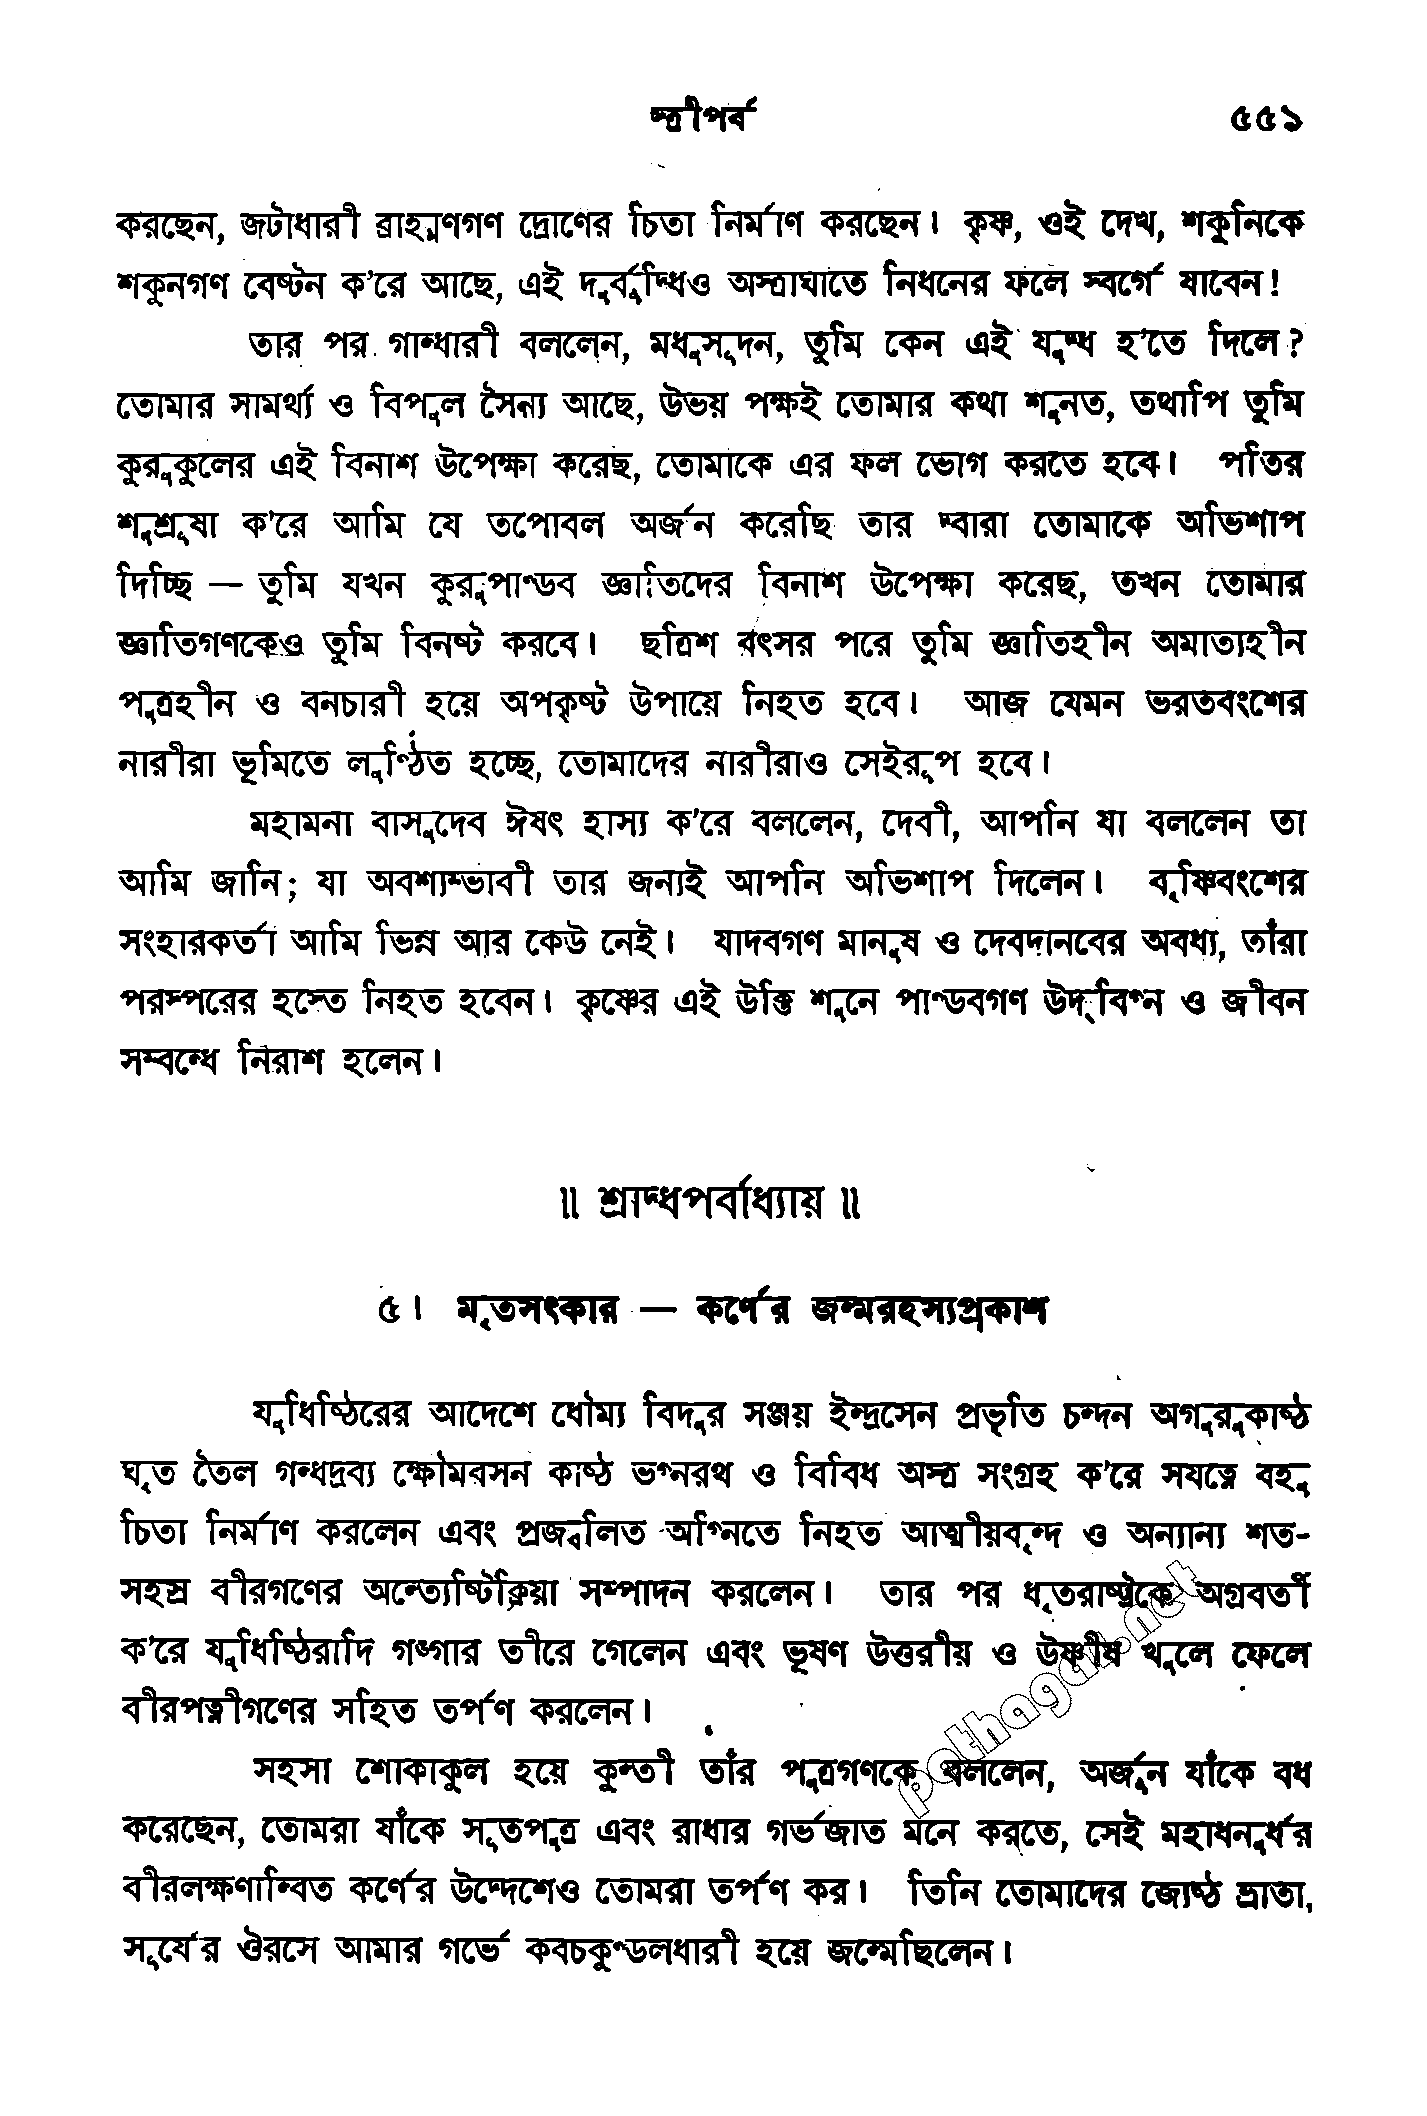 স্ত্রীপর্ব ৫৫১
করছেন, জটাধারী ব্রাহ্মণগণ দ্রোণের চিতা নির্মাণ করছেন। কৃষ্ণ, ওই দেখ, শকুনিকে
শকুনগণ বেষ্টন ক'রে আছে, এই দুর্বুদ্ধিও অস্ত্রাঘাতে নিধনের ফলে স্বর্গে যাবেন!
তার পর গান্ধারী বললেন, মধুসূদন, তুমি কেন এই যুদ্ধ হ'তে দিলে?
তোমার সামর্থ্য ও বিপুল সৈন্য আছে, উভয় পক্ষই তোমার কথা শুনত, তথাপি তুমি
কুরুকুলের এই বিনাশ উপেক্ষা করেছ, তোমাকে এর ফল ভোগ করতে হবে। পতির
শুশ্রূষা ক'রে আমি যে তপোবল অর্জন করেছি তার দ্বারা তোমাকে অভিশাপ
দিচ্ছি — তুমি যখন কুরুপাণ্ডব জ্ঞাতিদের বিনাশ উপেক্ষা করেছ, তখন তোমার
জ্ঞাতিগণকেও তুমি বিনষ্ট করবে। ছত্রিশ বৎসর পরে তুমি জ্ঞাতিহীন অমাত্যহীন
পুত্রহীন ও বনচারী হয়ে অপকৃষ্ট উপায়ে নিহত হবে। আজ যেমন ভরতবংশের
নারীরা ভূমিতে লুণ্ঠিত হচ্ছে, তোমাদের নারীরাও সেইরূপ হবে।
মহামনা বাসুদেব ঈষৎ হাস্য ক'রে বললেন, দেবী, আপনি যা বললেন তা
আমি জানি; যা অবশ্যম্ভাবী তার জন্যই আপনি অভিশাপ দিলেন। বৃষ্ণিবংশের
সংহারকর্তা আমি ভিন্ন আর কেউ নেই। যাদবগণ মানুষ ও দেবদানবের অবধ্য, তাঁরা
পরস্পরের হস্তে নিহত হবেন। কৃষ্ণের এই উক্তি শুনে পাণ্ডবগণ উদ্‌বিগ্ন ও জীবন
সম্বন্ধে নিরাশ হলেন।
॥ শ্রাদ্ধপর্বাধ্যায় ॥
৫। মৃতসৎকার — কর্ণের জন্মরহস্যপ্রকাশ
যুধিষ্ঠিরের আদেশে ধৌম্য বিদুর সঞ্জয় ইন্দ্রসেন প্রভৃতি চন্দন অগুরুকাষ্ঠ
ঘৃত তৈল গন্ধদ্রব্য ক্ষৌমবসন কাষ্ঠ ভগ্নরথ ও বিবিধ অস্ত্র সংগ্রহ ক'রে সযত্নে বহু
চিতা নির্মাণ করলেন এবং প্রজ্বলিত অগ্নিতে নিহত আত্মীয়বৃন্দ ও অন্যান্য শত-
সহস্র বীরগণের অন্ত্যেষ্টিক্রিয়া সম্পাদন করলেন। তার পর ধৃতরাষ্ট্রকে অগ্রবর্তী
ক'রে যুধিষ্ঠিরাদি গঙ্গার তীরে গেলেন এবং ভূষণ উত্তরীয় ও উষ্ণীষ খুলে ফেলে
বীরপত্নীগণের সহিত তর্পণ করলেন।
সহসা শোকাকুল হয়ে কুন্তী তাঁর পুত্রগণকে বললেন, অর্জুন যাঁকে বধ
করেছেন, তোমরা যাঁকে সূতপুত্র এবং রাধার গর্ভজাত মনে করতে, সেই মহাধনুর্ধর
বীরলক্ষণান্বিত কর্ণের উদ্দেশেও তোমরা তর্পণ কর। তিনি তোমাদের জ্যেষ্ঠ ভ্রাতা,
সূর্যের ঔরসে আমার গর্ভে কবচকুণ্ডলধারী হয়ে জন্মেছিলেন।
pathagar.net